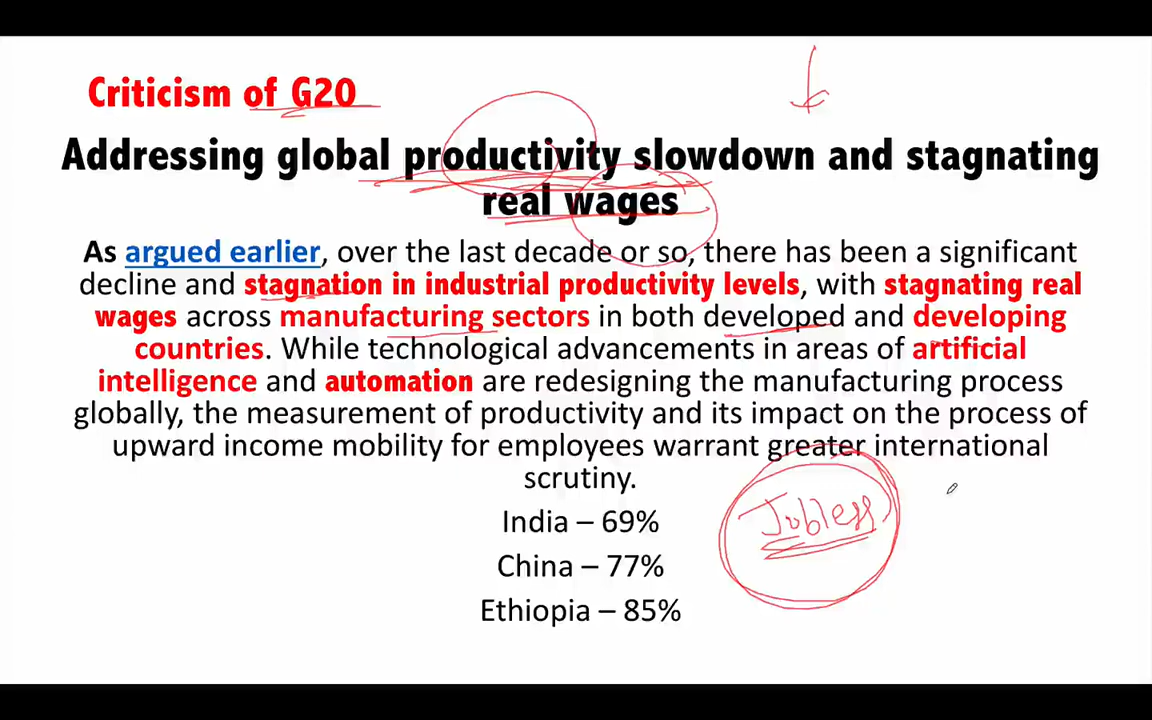 Criticism of G20
Addressing global productivity slowdown and stagnating
real wages
As argued earlier, over the last decade or so, there has been a significant
decline and stagnation in industrial productivity levels, with stagnating real
wages across manufacturing sectors in both developed and developing
countries. While technological advancements in areas of artificial
intelligence and automation are redesigning the manufacturing process
globally, the measurement of productivity and its impact on the process of
upward income mobility for employees warrant greater international
scrutiny.
India – 69%
Jobless
China – 77%
Ethiopia – 85%